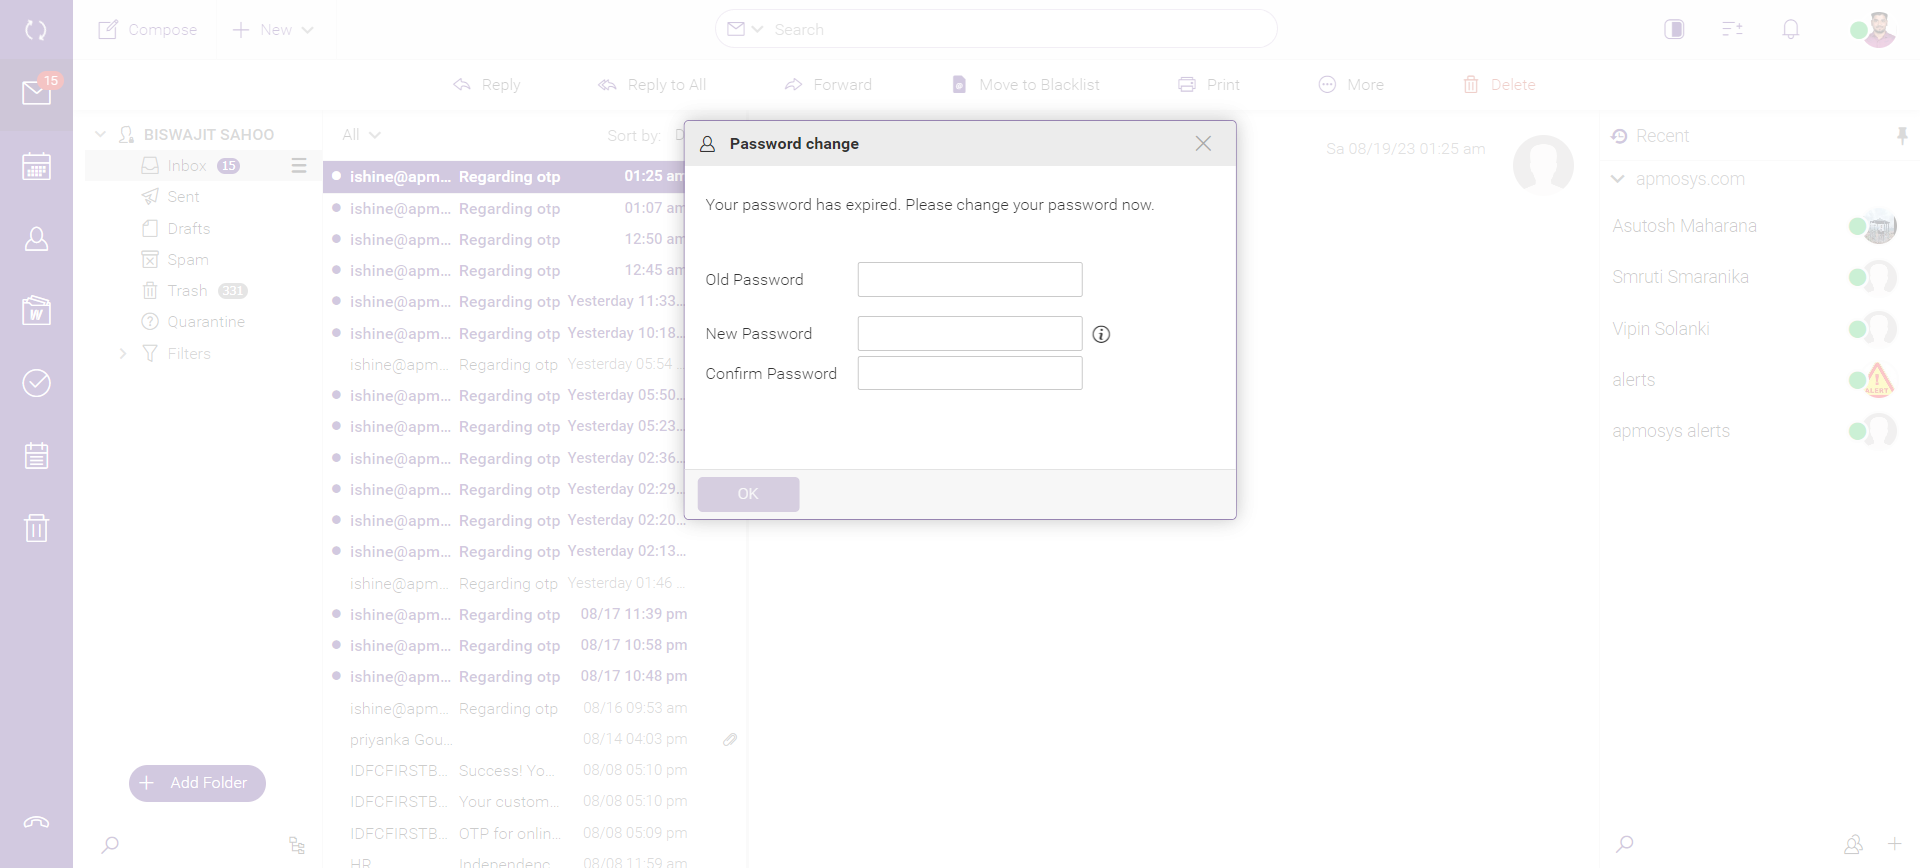 Compose
New
Search
15
Reply
Reply to All
Forward
Move to Blacklist
Print
More
Delete
BISWAJIT SAHOO
Inbox 15
Sent
Drafts
Spam
Trash 331
Quarantine
Filters
Add Folder
All
Sort by: D
ishine@apm... Regarding otp 01:25 am
ishine@apm... Regarding otp 01:07 am
ishine@apm... Regarding otp 12:50 am
ishine@apm... Regarding otp 12:45 am
ishine@apm... Regarding otp Yesterday 11:33...
ishine@apm... Regarding otp Yesterday 10:18...
ishine@apm... Regarding otp Yesterday 05:54 ...
ishine@apm... Regarding otp Yesterday 05:50...
ishine@apm... Regarding otp Yesterday 05:23...
ishine@apm... Regarding otp Yesterday 02:36...
ishine@apm... Regarding otp Yesterday 02:29...
ishine@apm... Regarding otp Yesterday 02:20...
ishine@apm... Regarding otp Yesterday 02:13...
ishine@apm... Regarding otp Yesterday 01:46 ...
ishine@apm... Regarding otp 08/17 11:39 pm
ishine@apm... Regarding otp 08/17 10:58 pm
ishine@apm... Regarding otp 08/17 10:48 pm
ishine@apm... Regarding otp 08/16 09:53 am
priyanka Gou... 08/14 04:03 pm
IDFCFIRSTB... Success! Yo... 08/08 05:10 pm
IDFCFIRSTB... Your custom... 08/08 05:10 pm
IDFCFIRSTB... OTP for onlin... 08/08 05:09 pm
HR Independenc... 08/08 11:59 am
Password change
Your password has expired. Please change your password now.
Old Password
New Password
Confirm Password
OK
Sa 08/19/23 01:25 am
Recent
apmosys.com
Asutosh Maharana
Smruti Smaranika
Vipin Solanki
alerts
ALERT
apmosys alerts